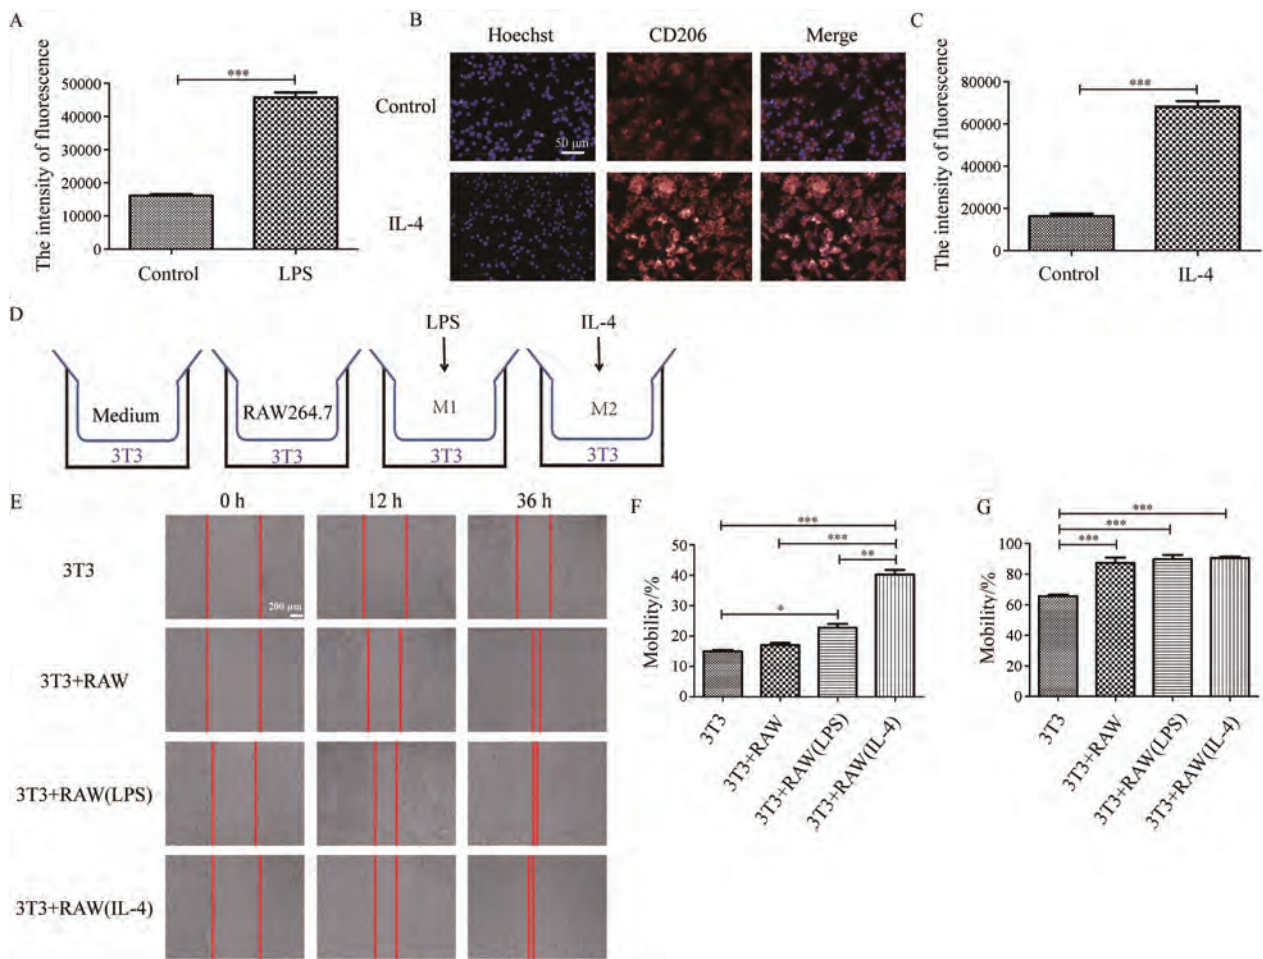 A
The intensity of fluorescence
50000
40000
30000
20000
10000
0
***
Control
LPS
B
Hoechst
CD206
Merge
Control
50 μm
IL-4
C
The intensity of fluorescence
80000
60000
40000
20000
0
***
Control
IL-4
D
LPS
IL-4
Medium
RAW264.7
M1
M2
3T3
3T3
3T3
3T3
E
0 h
12 h
36 h
3T3
200 μm
3T3+RAW
3T3+RAW(LPS)
3T3+RAW(IL-4)
F
Mobility/%
50
40
30
20
10
0
***
***
**
*
3T3
3T3+RAW
3T3+RAW(LPS)
3T3+RAW(IL-4)
G
Mobility/%
100
80
60
40
20
0
***
***
***
3T3
3T3+RAW
3T3+RAW(LPS)
3T3+RAW(IL-4)